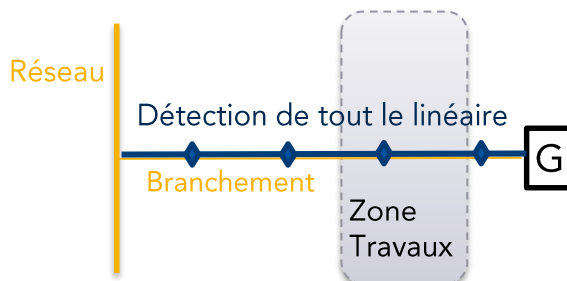 Réseau
Détection de tout le linéaire
Branchement
G
Zone
Travaux